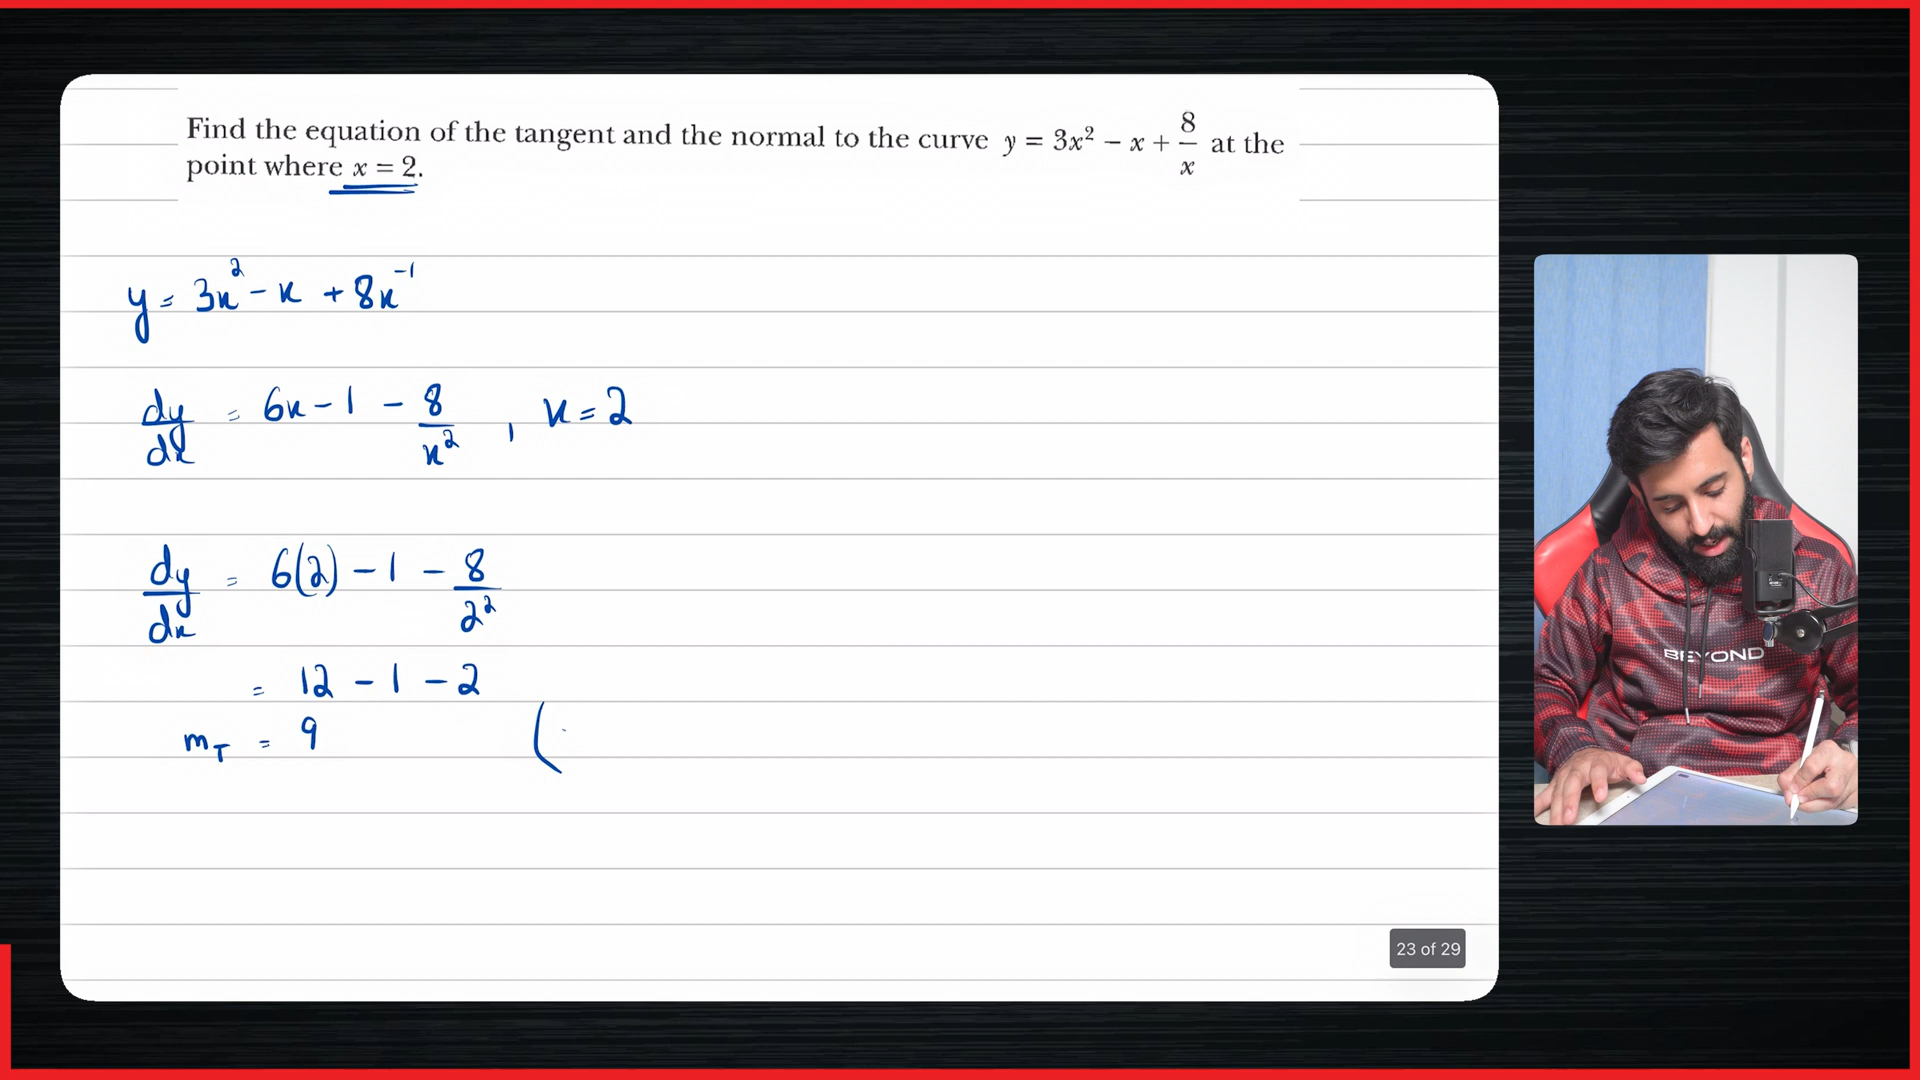 Find the equation of the tangent and the normal to the curve y = 3x² − x + 8/x at the
point where x = 2.
y = 3x² − x + 8x⁻¹
dy/dx = 6x − 1 − 8/x² , x = 2
dy/dx = 6(2) − 1 − 8/2²
= 12 − 1 − 2
m_T = 9 (
BEYOND
23 of 29